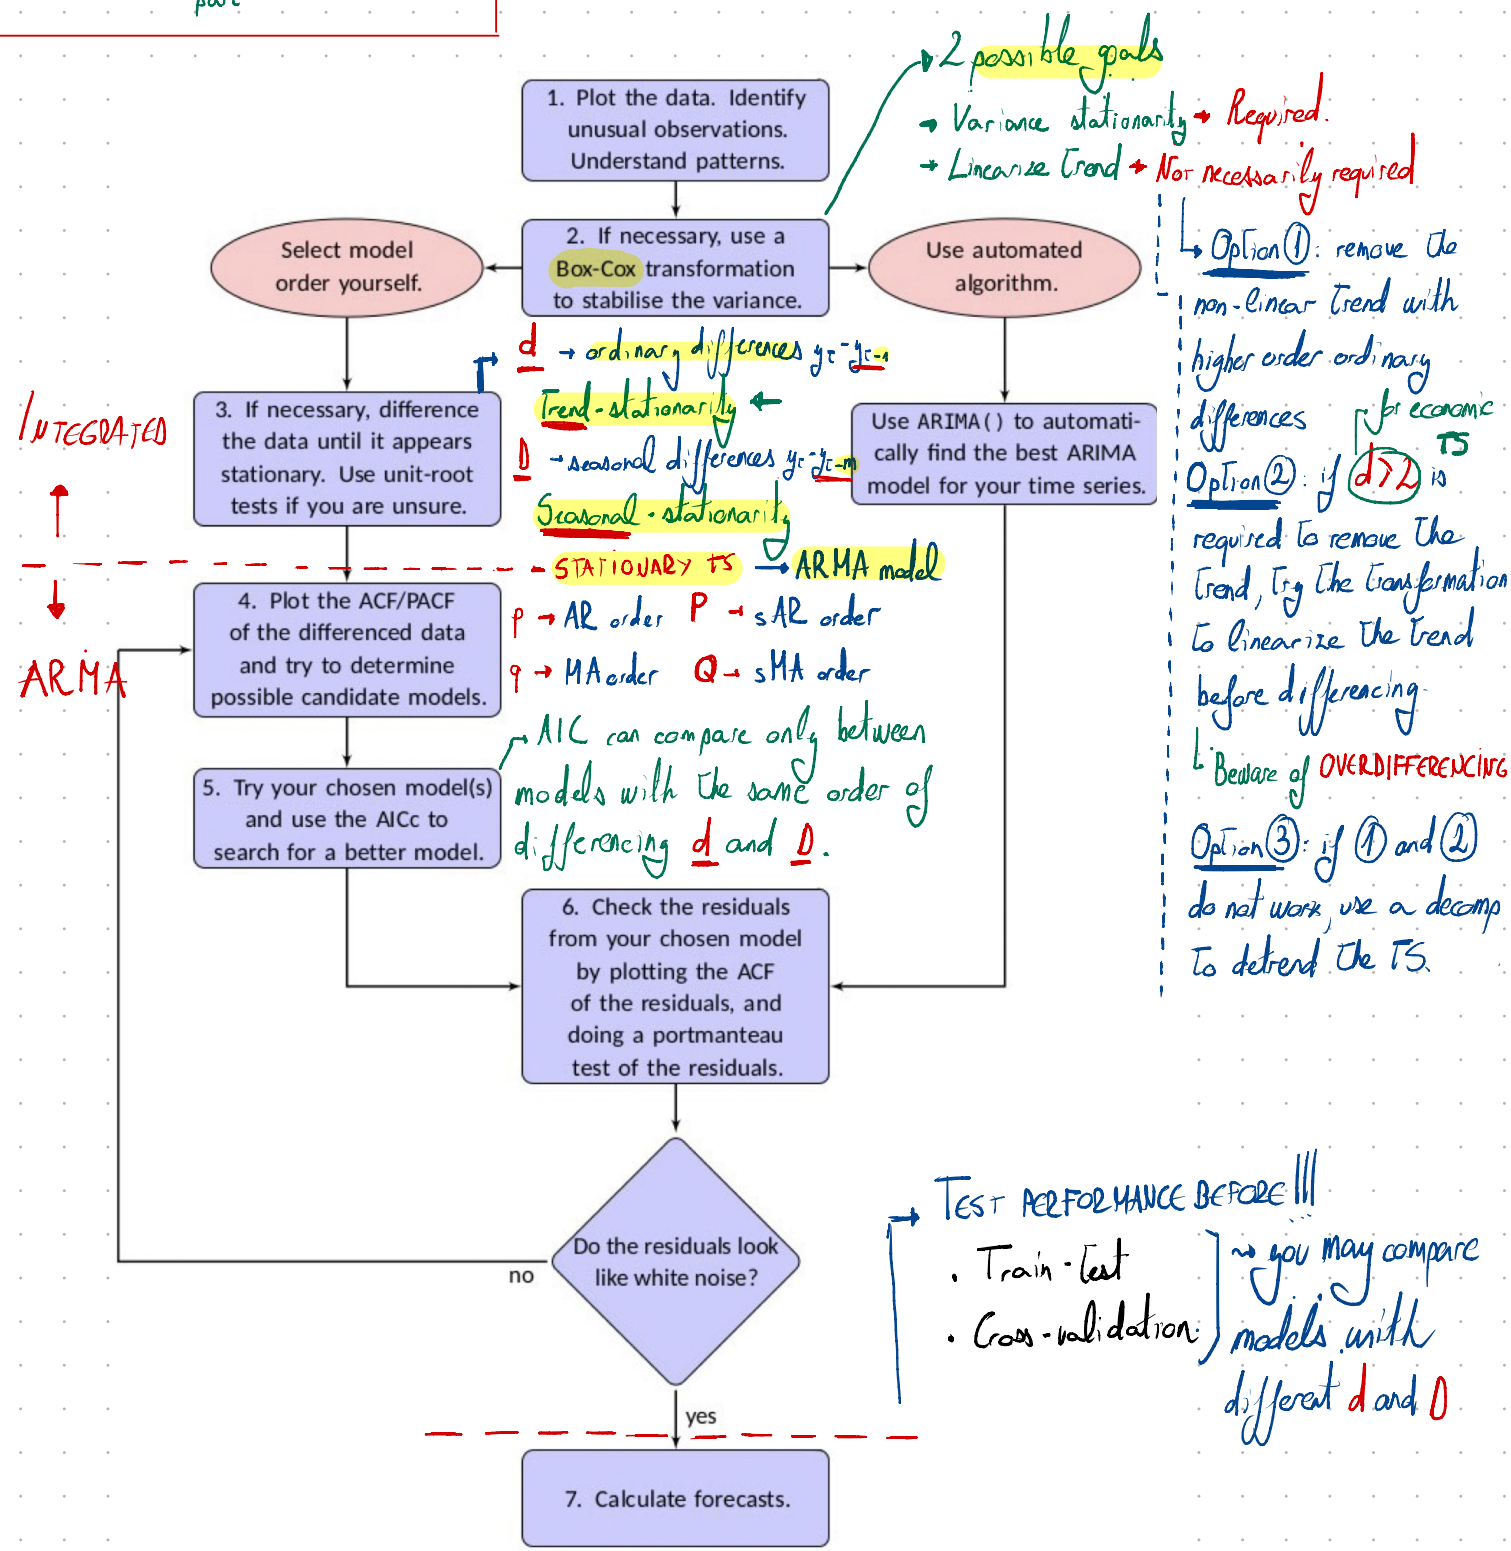 part
1. Plot the data. Identify
unusual observations.
Understand patterns.
2 possible goals
→ Variance stationarity → Required.
→ Linearize Trend → Not necessarily required
Select model
order yourself.
2. If necessary, use a
Box-Cox transformation
to stabilise the variance.
Use automated
algorithm.
Option ①: remove the
non-linear trend with
higher order ordinary
differences
for economic
TS
Option ②: if d>2 is
required to remove the
trend, try the transformation
to linearize the trend
before differencing
Beware of OVERDIFFERENCING
Option ③: if ① and ②
do not work, use a decomp
to detrend the TS.
INTEGRATED
3. If necessary, difference
the data until it appears
stationary. Use unit-root
tests if you are unsure.
d → ordinary differences yt-yt-1
Trend-stationarity ←
D → seasonal differences yt-yt-m
Seasonal-stationarity
Use ARIMA() to automati-
cally find the best ARIMA
model for your time series.
STATIONARY TS → ARMA model
ARMA
4. Plot the ACF/PACF
of the differenced data
and try to determine
possible candidate models.
p → AR order P → sAR order
q → MA order Q → sMA order
5. Try your chosen model(s)
and use the AICc to
search for a better model.
AIC can compare only between
models with the same order of
differencing d and D.
6. Check the residuals
from your chosen model
by plotting the ACF
of the residuals, and
doing a portmanteau
test of the residuals.
Do the residuals look
like white noise?
no
yes
TEST PERFORMANCE BEFORE!!!
. Train-Test
. Cross-validation.
you may compare
models with
different d and D
7. Calculate forecasts.